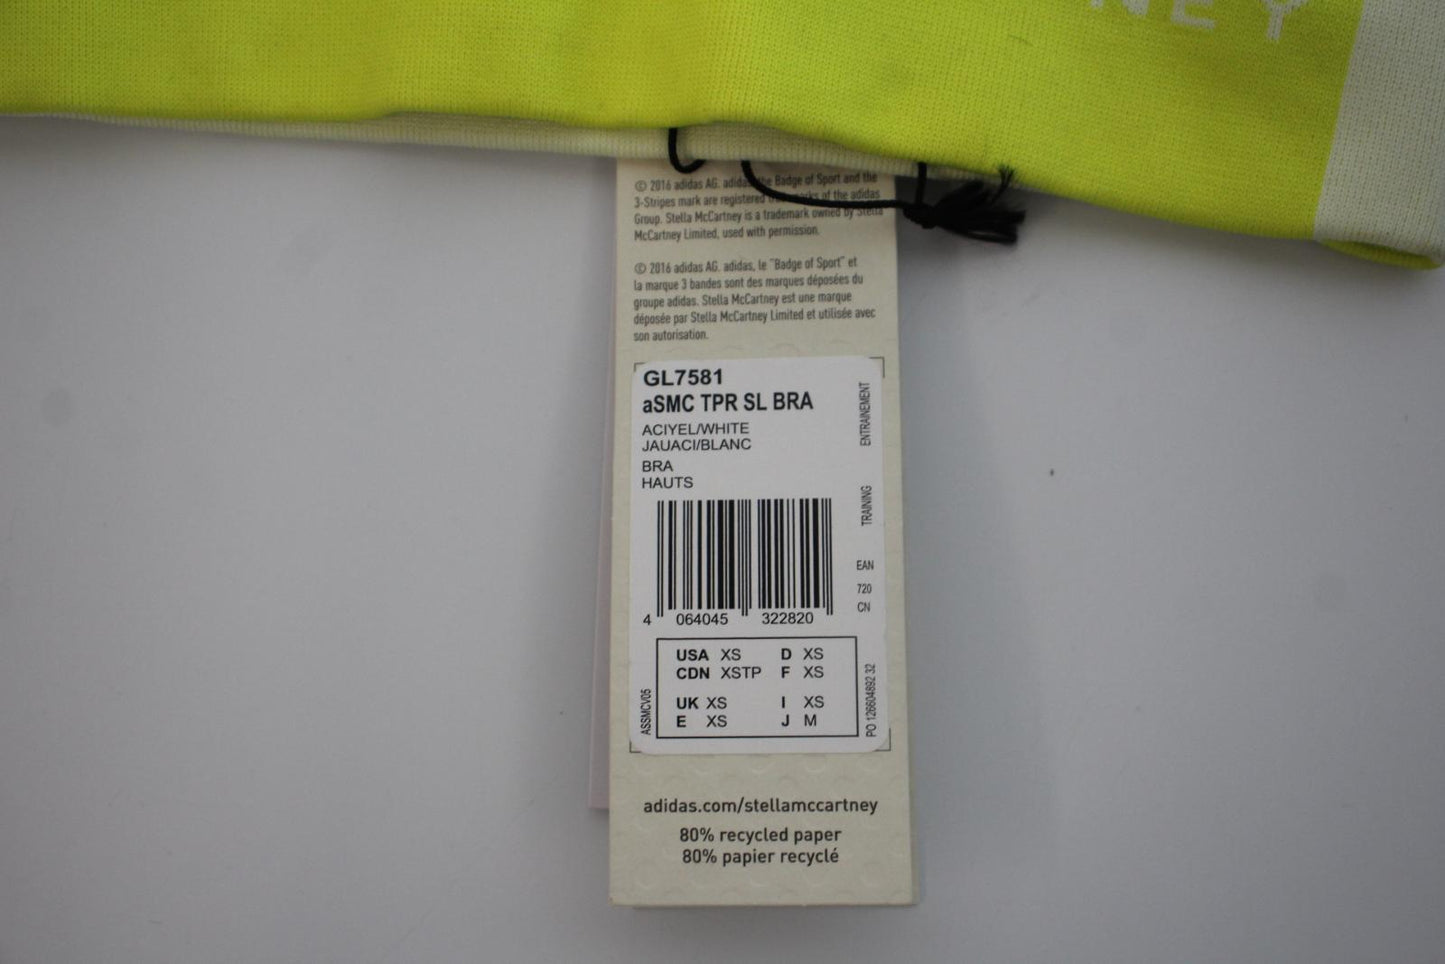 NEY
© 2016 adidas AG. adidas, the Badge of Sport and the
3-Stripes mark are registered of the adidas
Group. Stella McCartney is a trademark owned by Stella
McCartney Limited, used with permission.
© 2016 adidas AG. adidas, le "Badge of Sport" et
la marque 3 bandes sont des marques déposées du
groupe adidas. Stella McCartney est une marque
déposée par Stella McCartney Limited et utilisée avec
son autorisation.
GL7581
aSMC TPR SL BRA
ACIYEL/WHITE
JAUACI/BLANC
BRA
HAUTS
ENTRAINEMENT
TRAINING
EAN
720
CN
4 064045 322820
USA XS D XS
CDN XSTP F XS
UK XS I XS
E XS J M
ASSMCV05
PO 126604892 32
adidas.com/stellamccartney
80% recycled paper
80% papier recyclé